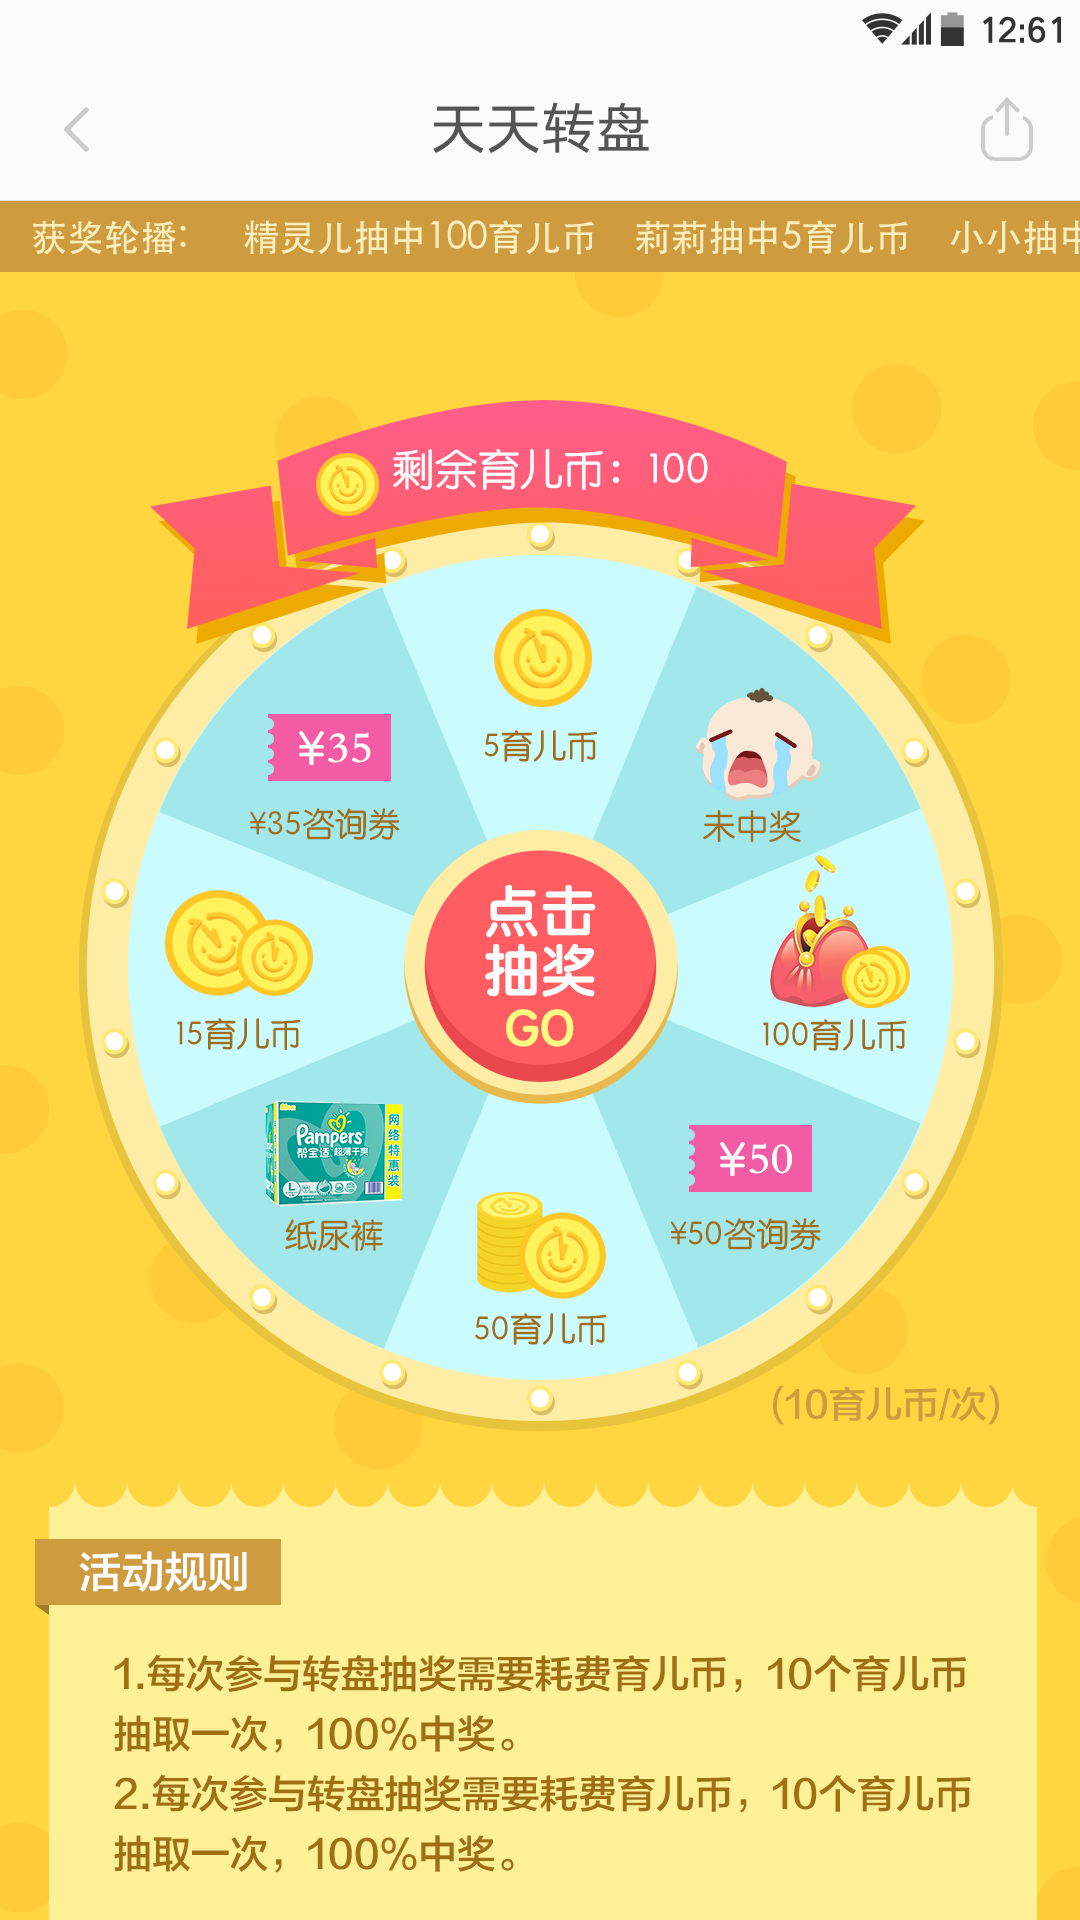 12:61
天天转盘
获奖轮播： 精灵儿抽中100育儿币 莉莉抽中5育儿币 小小抽中
剩余育儿币：100
5育儿币
¥35
¥35咨询券
未中奖
点击
抽奖
GO
15育儿币
100育儿币
Pampers
帮宝适 超薄干爽
L
网络特惠装
纸尿裤
¥50
¥50咨询券
50育儿币
(10育儿币/次)
活动规则
1.每次参与转盘抽奖需要耗费育儿币，10个育儿币
抽取一次，100%中奖。
2.每次参与转盘抽奖需要耗费育儿币，10个育儿币
抽取一次，100%中奖。